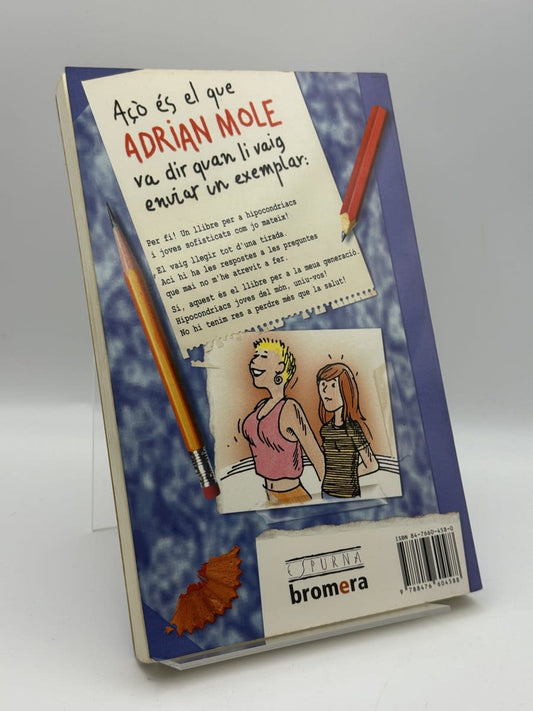 Açò és el que
ADRIAN MOLE
va dir quan li vaig
enviar un exemplar:
Per fi! Un llibre per a hipocondríacs
i joves sofisticats com jo mateix!
El vaig llegir tot d'una tirada.
Ací hi ha les respostes a les preguntes
que mai no m'he atrevit a fer.
Sí, aquest és el llibre per a la meua generació.
Hipocondríacs joves del món, uniu-vos!
No hi tenim res a perdre més que la salut!
ESPURNA
bromera
ISBN 84-7660-458-0
9 788476 604588